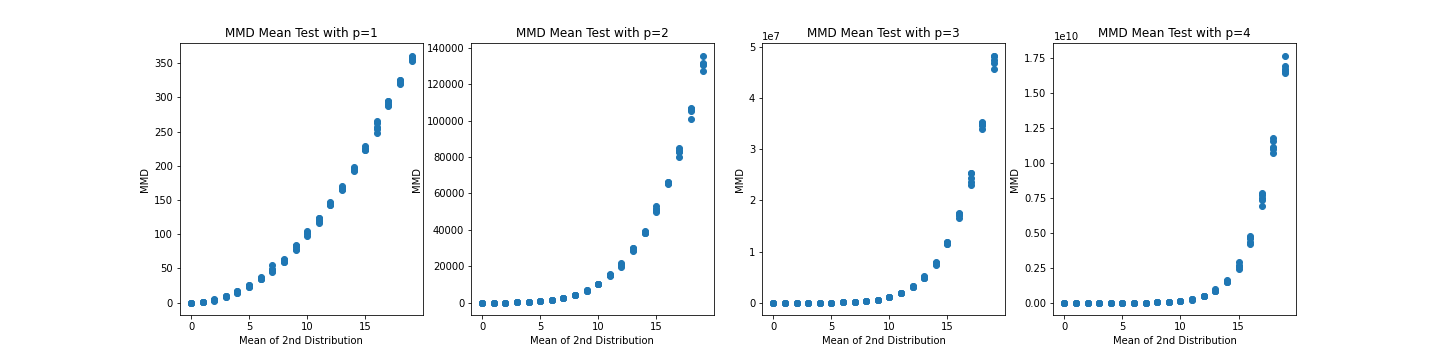 MMD Mean Test with p=1
MMD
350
300
250
200
150
100
50
0
0 5 10 15
Mean of 2nd Distribution
MMD Mean Test with p=2
MMD
140000
120000
100000
80000
60000
40000
20000
0
0 5 10 15
Mean of 2nd Distribution
MMD Mean Test with p=3
1e7
MMD
5
4
3
2
1
0
0 5 10 15
Mean of 2nd Distribution
MMD Mean Test with p=4
1e10
MMD
1.75
1.50
1.25
1.00
0.75
0.50
0.25
0.00
0 5 10 15
Mean of 2nd Distribution